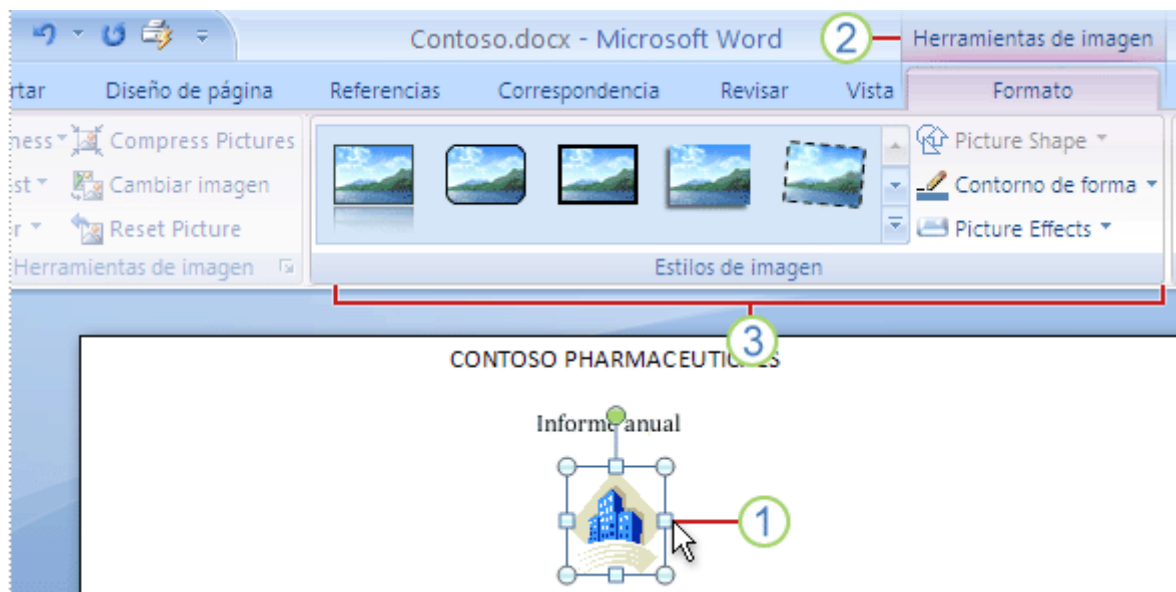 Contoso.docx - Microsoft Word
2
Herramientas de imagen
rtar Diseño de página Referencias Correspondencia Revisar Vista Formato
ness Compress Pictures
Picture Shape
st Cambiar imagen
Contorno de forma
r Reset Picture
Picture Effects
Herramientas de imagen
Estilos de imagen
3
CONTOSO PHARMACEUTICALS
Informe anual
1